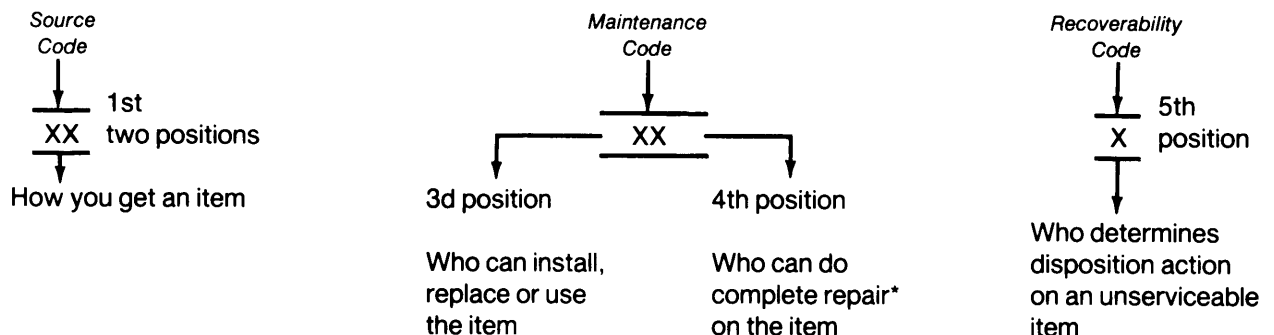 Source
Code
XX
1st
two positions
How you get an item
Maintenance
Code
XX
3d position
Who can install,
replace or use
the item
4th position
Who can do
complete repair*
on the item
Recoverability
Code
X
5th
position
Who determines
disposition action
on an unserviceable
item